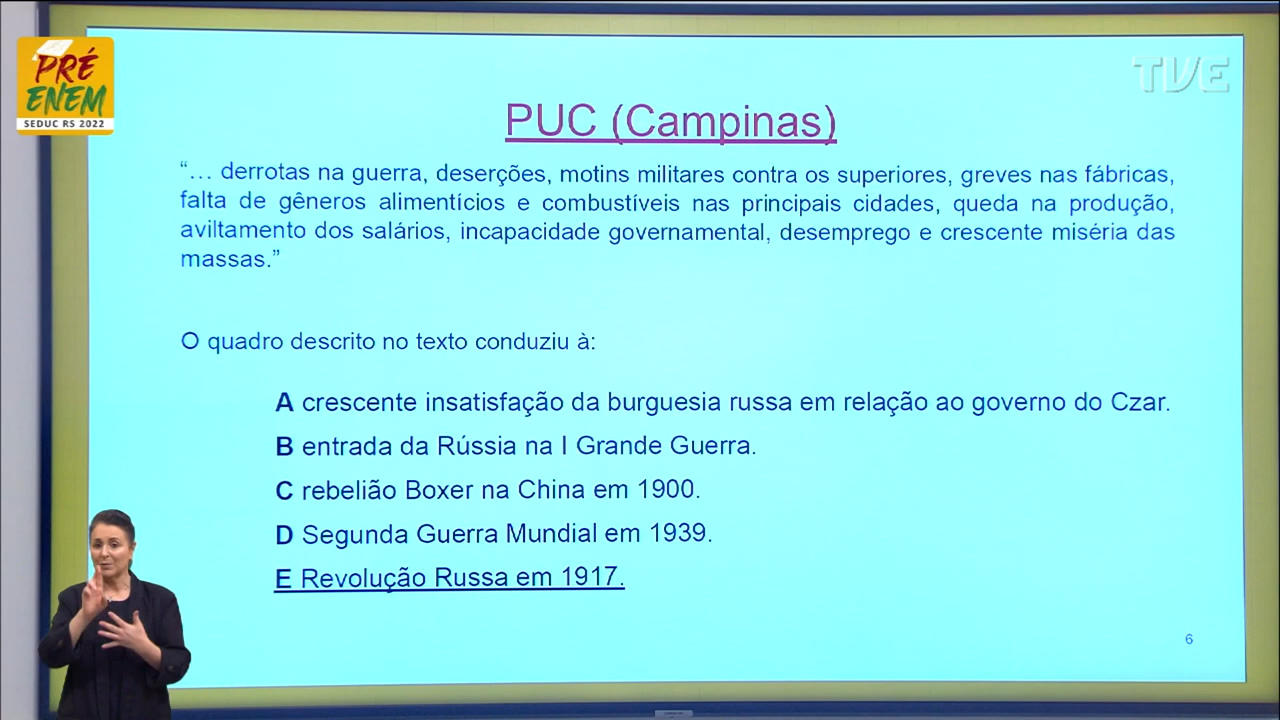 PRÉ
ENEM
SEDUC RS 2022
TVE
PUC (Campinas)
“… derrotas na guerra, deserções, motins militares contra os superiores, greves nas fábricas,
falta de gêneros alimentícios e combustíveis nas principais cidades, queda na produção,
aviltamento dos salários, incapacidade governamental, desemprego e crescente miséria das
massas.”
O quadro descrito no texto conduziu à:
A crescente insatisfação da burguesia russa em relação ao governo do Czar.
B entrada da Rússia na I Grande Guerra.
C rebelião Boxer na China em 1900.
D Segunda Guerra Mundial em 1939.
E Revolução Russa em 1917.
6